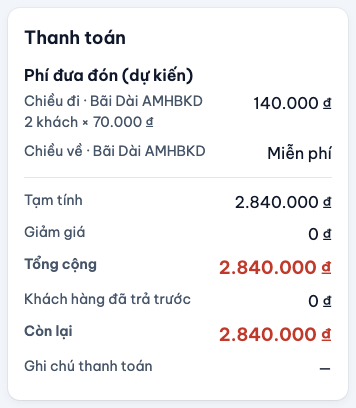 Thanh toán
Phí đưa đón (dự kiến)
Chiều đi · Bãi Dài AMHBKD 140.000 ₫
2 khách × 70.000 ₫
Chiều về · Bãi Dài AMHBKD Miễn phí
Tạm tính 2.840.000 ₫
Giảm giá 0 ₫
Tổng cộng 2.840.000 ₫
Khách hàng đã trả trước 0 ₫
Còn lại 2.840.000 ₫
Ghi chú thanh toán —